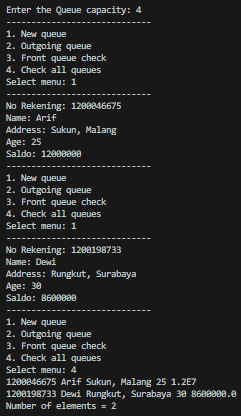 Enter the Queue capacity: 4
-----------------------------
1. New queue
2. Outgoing queue
3. Front queue check
4. Check all queues
Select menu: 1
-----------------------------
No Rekening: 1200046675
Name: Arif
Address: Sukun, Malang
Age: 25
Saldo: 12000000
-----------------------------
1. New queue
2. Outgoing queue
3. Front queue check
4. Check all queues
Select menu: 1
-----------------------------
No Rekening: 1200198733
Name: Dewi
Address: Rungkut, Surabaya
Age: 30
Saldo: 8600000
-----------------------------
1. New queue
2. Outgoing queue
3. Front queue check
4. Check all queues
Select menu: 4
1200046675 Arif Sukun, Malang 25 1.2E7
1200198733 Dewi Rungkut, Surabaya 30 8600000.0
Number of elements = 2